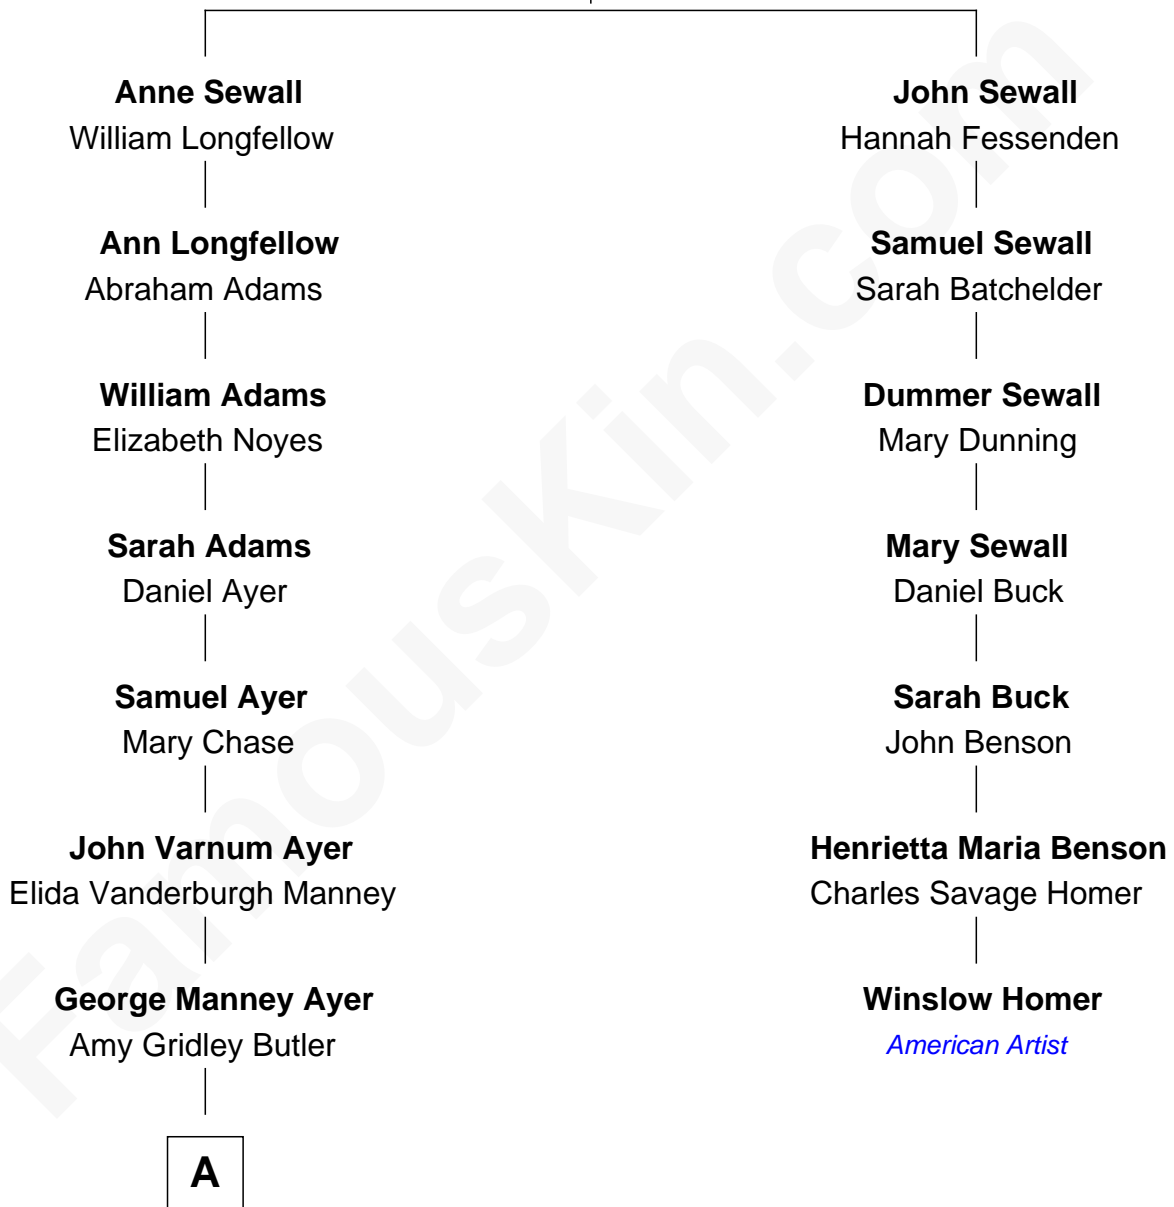 Anne Sewall
William Longfellow
Ann Longfellow
Abraham Adams
William Adams
Elizabeth Noyes
Sarah Adams
Daniel Ayer
Samuel Ayer
Mary Chase
John Varnum Ayer
Elida Vanderburgh Manney
George Manney Ayer
Amy Gridley Butler
A
John Sewall
Hannah Fessenden
Samuel Sewall
Sarah Batchelder
Dummer Sewall
Mary Dunning
Mary Sewall
Daniel Buck
Sarah Buck
John Benson
Henrietta Maria Benson
Charles Savage Homer
Winslow Homer
American Artist
FamousKin.com